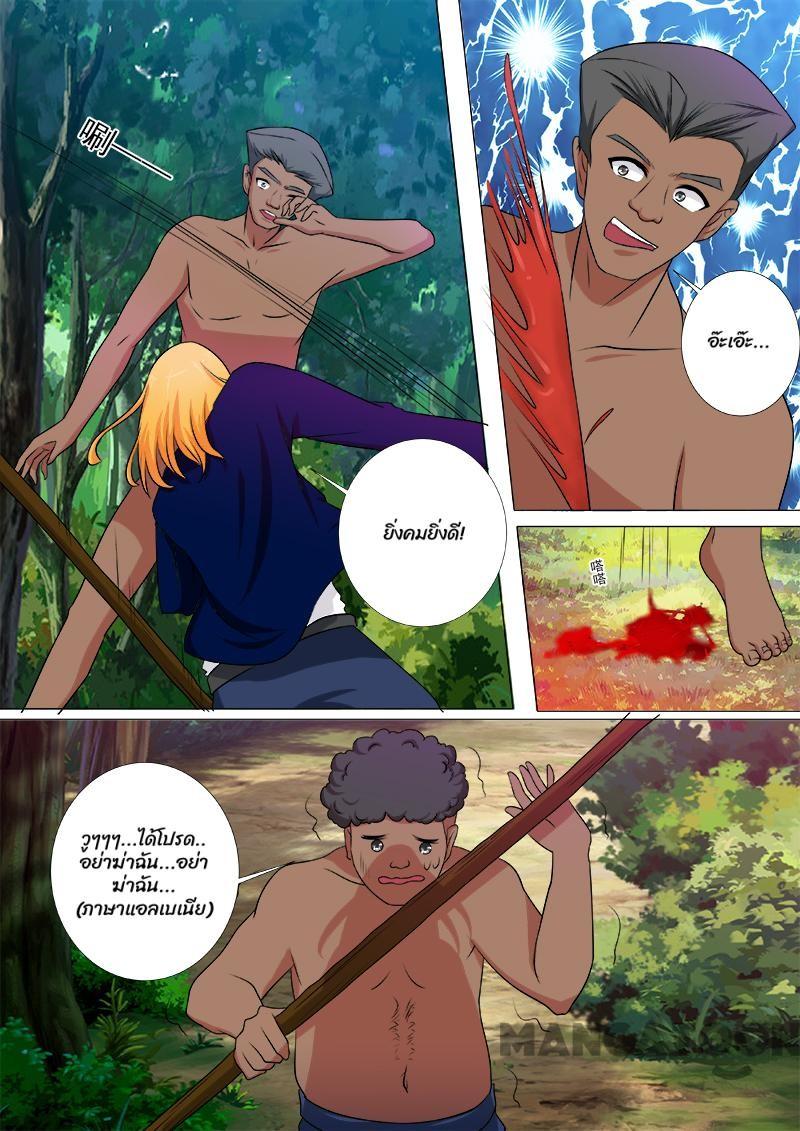 唰
ยิ่งคมยิ่งดี!
อ๊ะเอ๊ะ...
嗒
嗒
วูๆๆๆ...ได้โปรด..
อย่าฆ่าฉัน...อย่า
ฆ่าฉัน...
(ภาษาแอลเบเนีย)